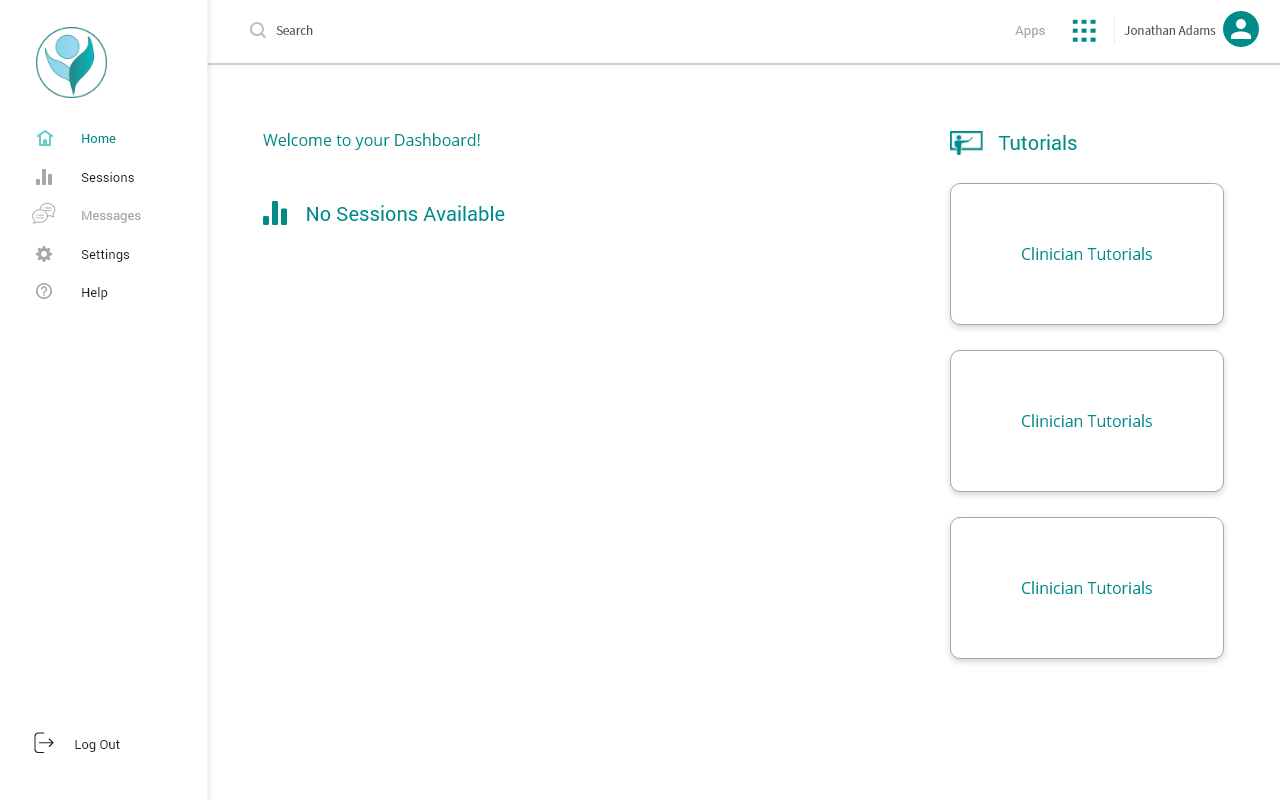 Search
Apps
Jonathan Adams
Home
Sessions
Messages
Settings
Help
Log Out
Welcome to your Dashboard!
No Sessions Available
Tutorials
Clinician Tutorials
Clinician Tutorials
Clinician Tutorials